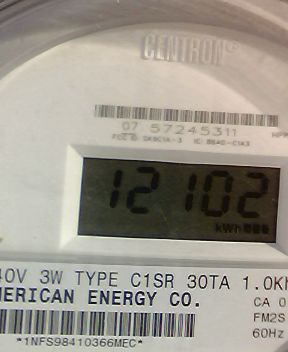 CENTRON®
07 57245311
12102
kWh
40V 3W TYPE C1SR 30TA 1.0Kh
MERICAN ENERGY CO.
CA 0
FM2S
60Hz
*1NFS98410366MEC*